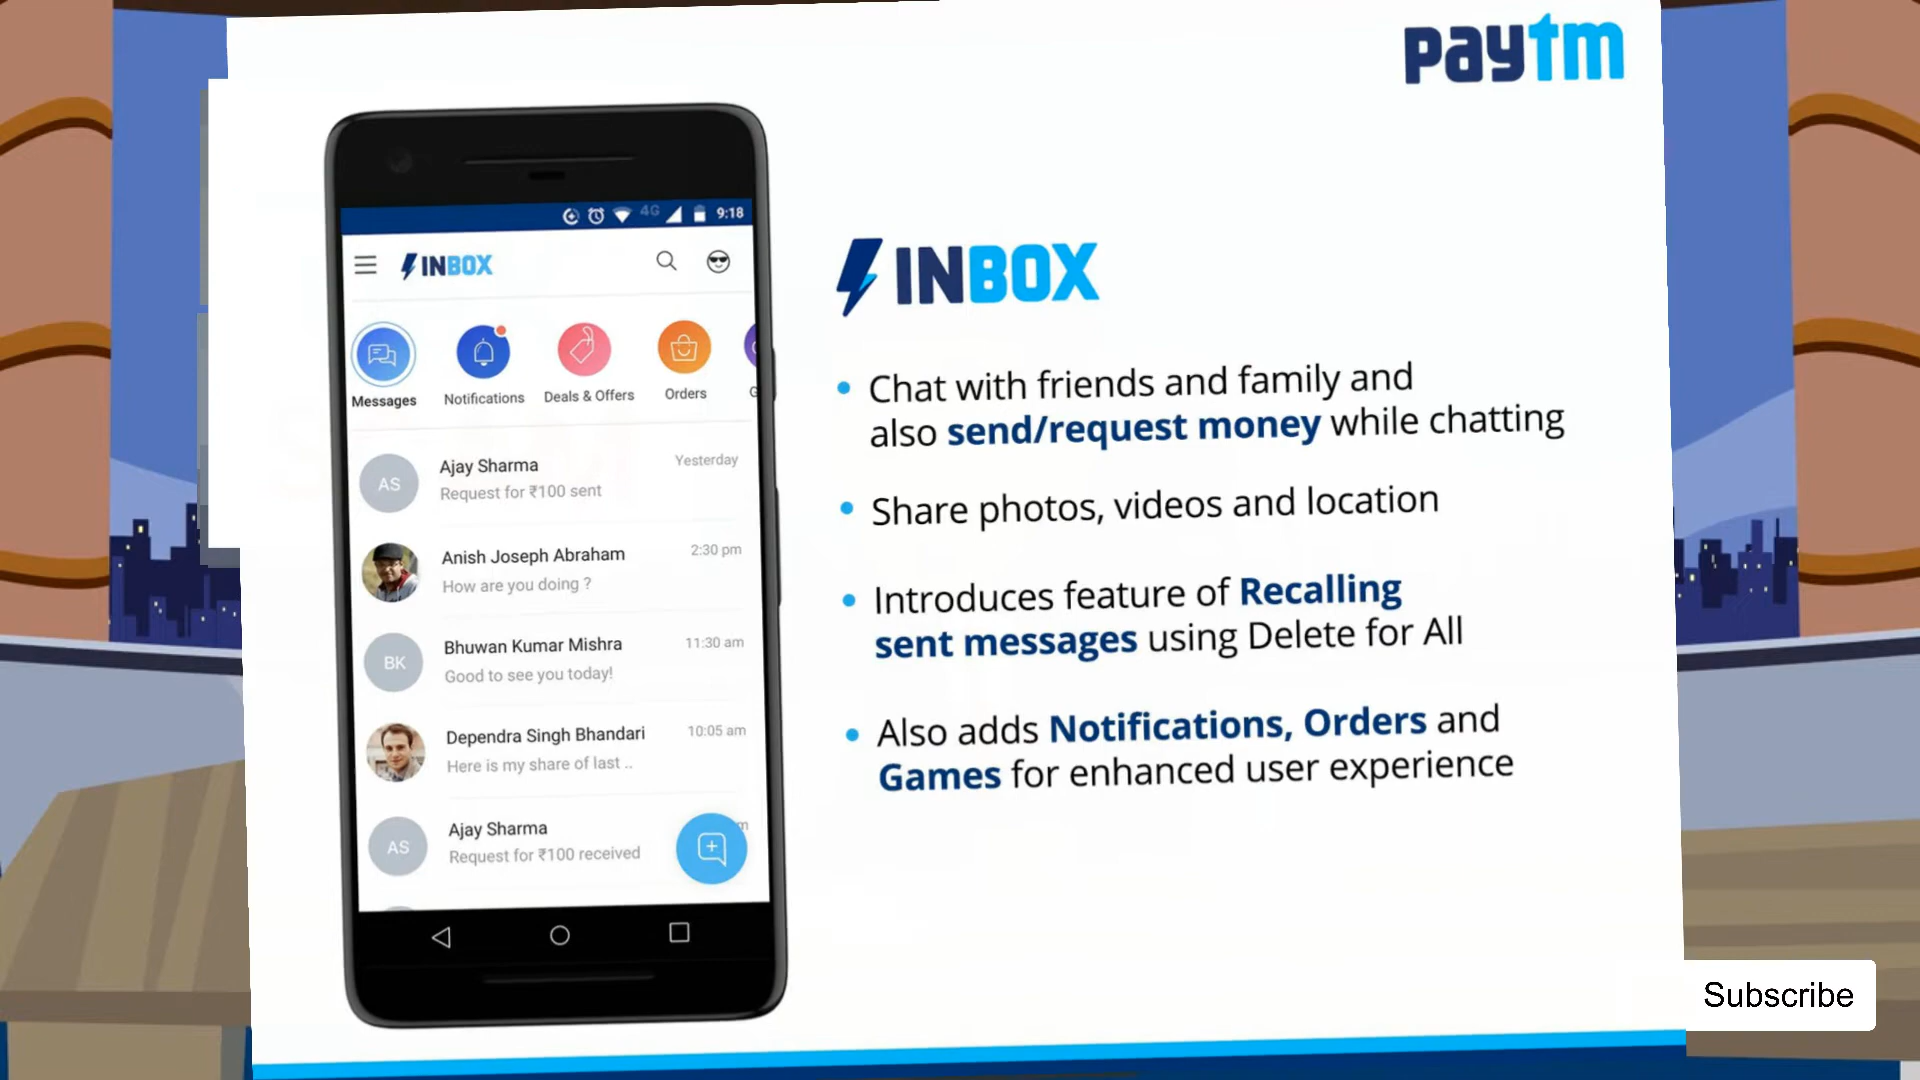 paytm
4G 9:18
INBOX
Messages
Notifications
Deals & Offers
Orders
G
AS
Ajay Sharma
Yesterday
Request for ₹100 sent
Anish Joseph Abraham
2:30 pm
How are you doing ?
BK
Bhuwan Kumar Mishra
11:30 am
Good to see you today!
Dependra Singh Bhandari
10:05 am
Here is my share of last ..
AS
Ajay Sharma
m
Request for ₹100 received
INBOX
• Chat with friends and family and
also send/request money while chatting
• Share photos, videos and location
• Introduces feature of Recalling
sent messages using Delete for All
• Also adds Notifications, Orders and
Games for enhanced user experience
Subscribe